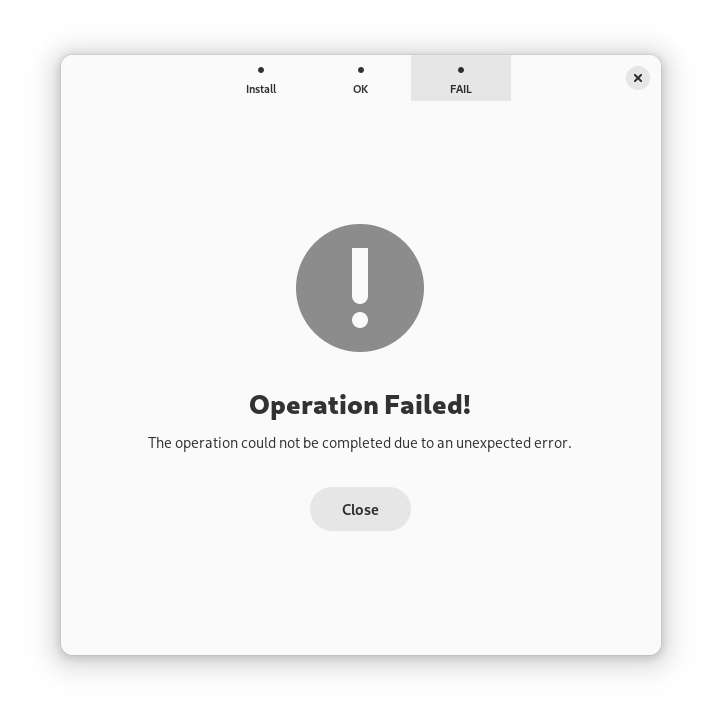 Install
OK
FAIL
Operation Failed!
The operation could not be completed due to an unexpected error.
Close